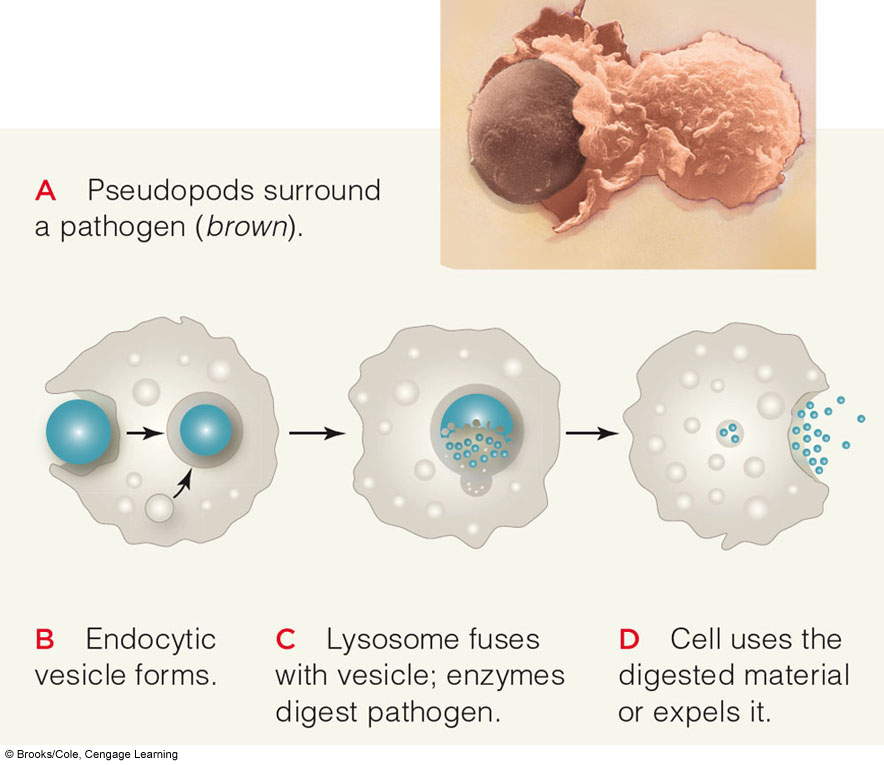 A Pseudopods surround
a pathogen (brown).
B Endocytic
vesicle forms.
C Lysosome fuses
with vesicle; enzymes
digest pathogen.
D Cell uses the
digested material
or expels it.
© Brooks/Cole, Cengage Learning